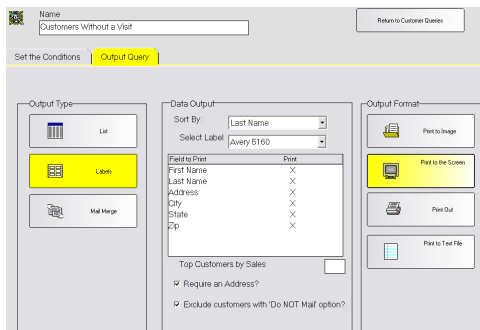 Name
Customers Without a Visit
Return to Customer Queries
Set the Conditions
Output Query
Output Type
List
Labels
Mail Merge
Data Output
Sort By:
Last Name
Select Label
Avery 5160
Field to Print Print
First Name X
Last Name X
Address X
City X
State X
Zip X
Top Customers by Sales
Require an Address?
Exclude customers with 'Do NOT Mail' option?
Output Format
Print to Image
Print to the Screen
Print Out
Print to Text File